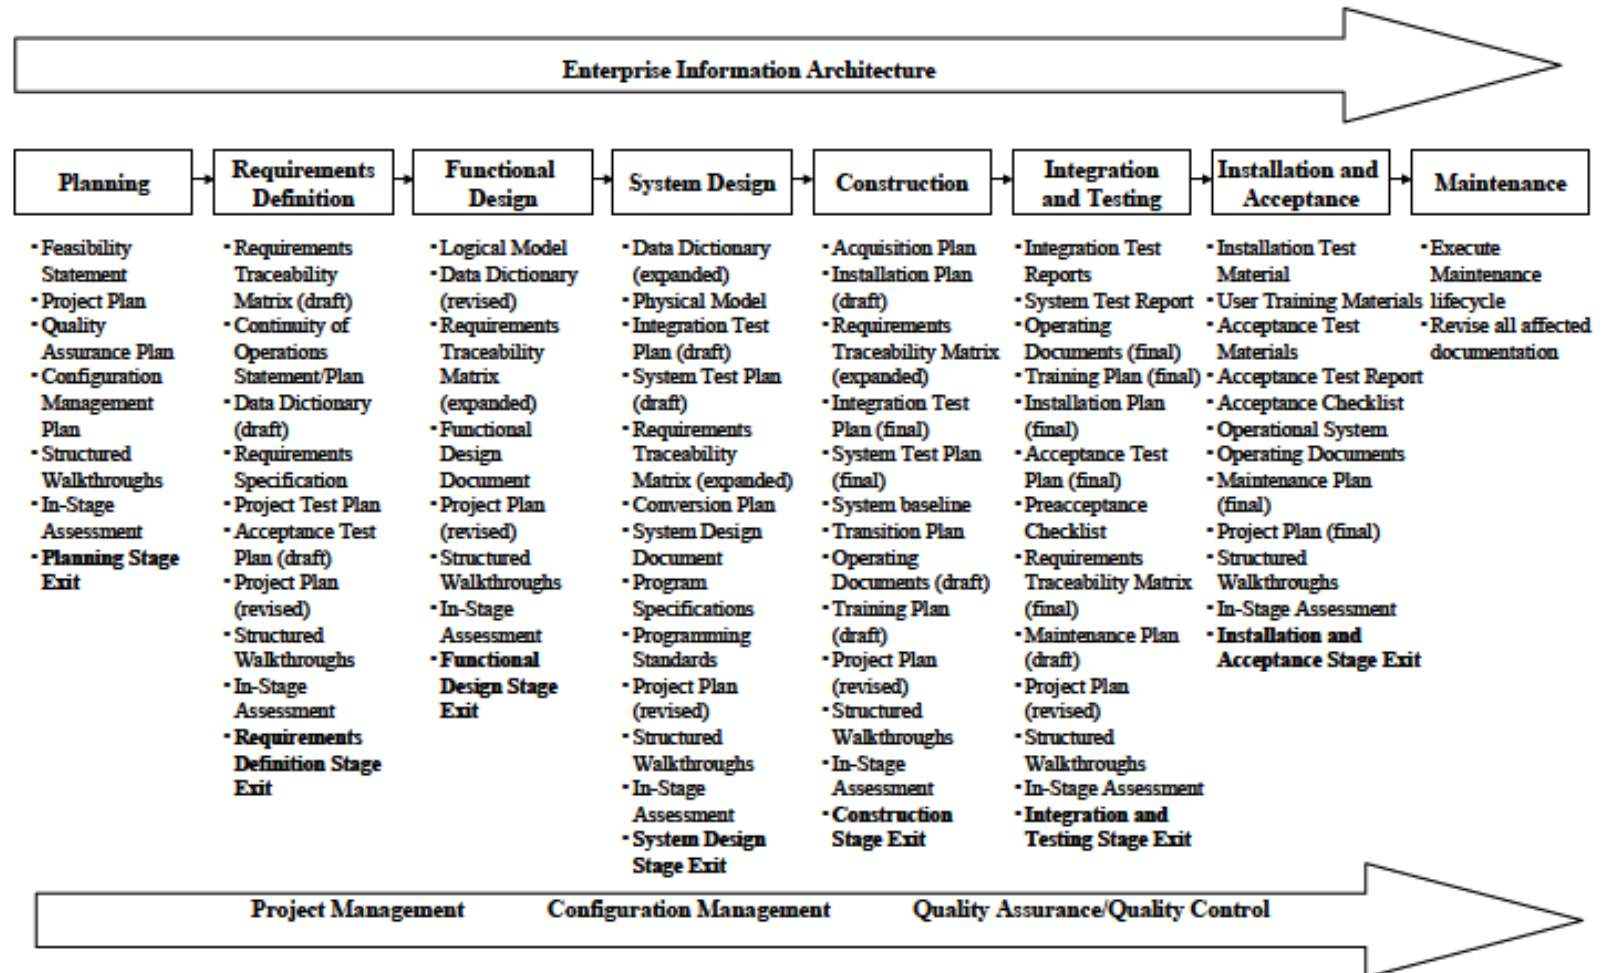 Enterprise Information Architecture
Planning
Requirements
Definition
Functional
Design
System Design
Construction
Integration
and Testing
Installation and
Acceptance
Maintenance
▪ Feasibility
Statement
▪ Project Plan
▪ Quality
Assurance Plan
▪ Configuration
Management
Plan
▪ Structured
Walkthroughs
▪ In-Stage
Assessment
▪ Planning Stage
Exit
▪ Requirements
Traceability
Matrix (draft)
▪ Continuity of
Operations
Statement/Plan
▪ Data Dictionary
(draft)
▪ Requirements
Specification
▪ Project Test Plan
▪ Acceptance Test
Plan (draft)
▪ Project Plan
(revised)
▪ Structured
Walkthroughs
▪ In-Stage
Assessment
▪ Requirements
Definition Stage
Exit
▪ Logical Model
▪ Data Dictionary
(revised)
▪ Requirements
Traceability
Matrix
(expanded)
▪ Functional
Design
Document
▪ Project Plan
(revised)
▪ Structured
Walkthroughs
▪ In-Stage
Assessment
▪ Functional
Design Stage
Exit
▪ Data Dictionary
(expanded)
▪ Physical Model
▪ Integration Test
Plan (draft)
▪ System Test Plan
(draft)
▪ Requirements
Traceability
Matrix (expanded)
▪ Conversion Plan
▪ System Design
Document
▪ Program
Specifications
▪ Programming
Standards
▪ Project Plan
(revised)
▪ Structured
Walkthroughs
▪ In-Stage
Assessment
▪ System Design
Stage Exit
▪ Acquisition Plan
▪ Installation Plan
(draft)
▪ Requirements
Traceability Matrix
(expanded)
▪ Integration Test
Plan (final)
▪ System Test Plan
(final)
▪ System baseline
▪ Transition Plan
▪ Operating
Documents (draft)
▪ Training Plan
(draft)
▪ Project Plan
(revised)
▪ Structured
Walkthroughs
▪ In-Stage
Assessment
▪ Construction
Stage Exit
▪ Integration Test
Reports
▪ System Test Report
▪ Operating
Documents (final)
▪ Training Plan (final)
▪ Installation Plan
(final)
▪ Acceptance Test
Plan (final)
▪ Preacceptance
Checklist
▪ Requirements
Traceability Matrix
(final)
▪ Maintenance Plan
(draft)
▪ Project Plan
(revised)
▪ Structured
Walkthroughs
▪ In-Stage Assessment
▪ Integration and
Testing Stage Exit
▪ Installation Test
Material
▪ User Training Materials
▪ Acceptance Test
Materials
▪ Acceptance Test Report
▪ Acceptance Checklist
▪ Operational System
▪ Operating Documents
▪ Maintenance Plan
(final)
▪ Project Plan (final)
▪ Structured
Walkthroughs
▪ In-Stage Assessment
▪ Installation and
Acceptance Stage Exit
▪ Execute
Maintenance
lifecycle
▪ Revise all affected
documentation
Project Management
Configuration Management
Quality Assurance/Quality Control